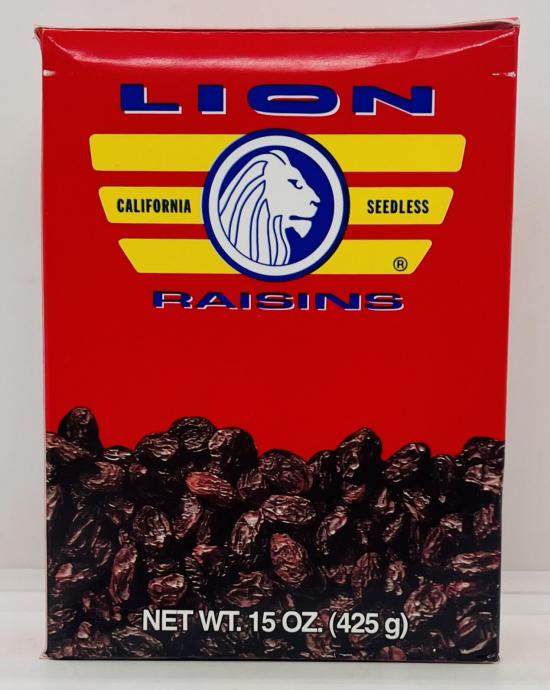 LION
CALIFORNIA SEEDLESS
®
RAISINS
NET WT. 15 OZ. (425 g)